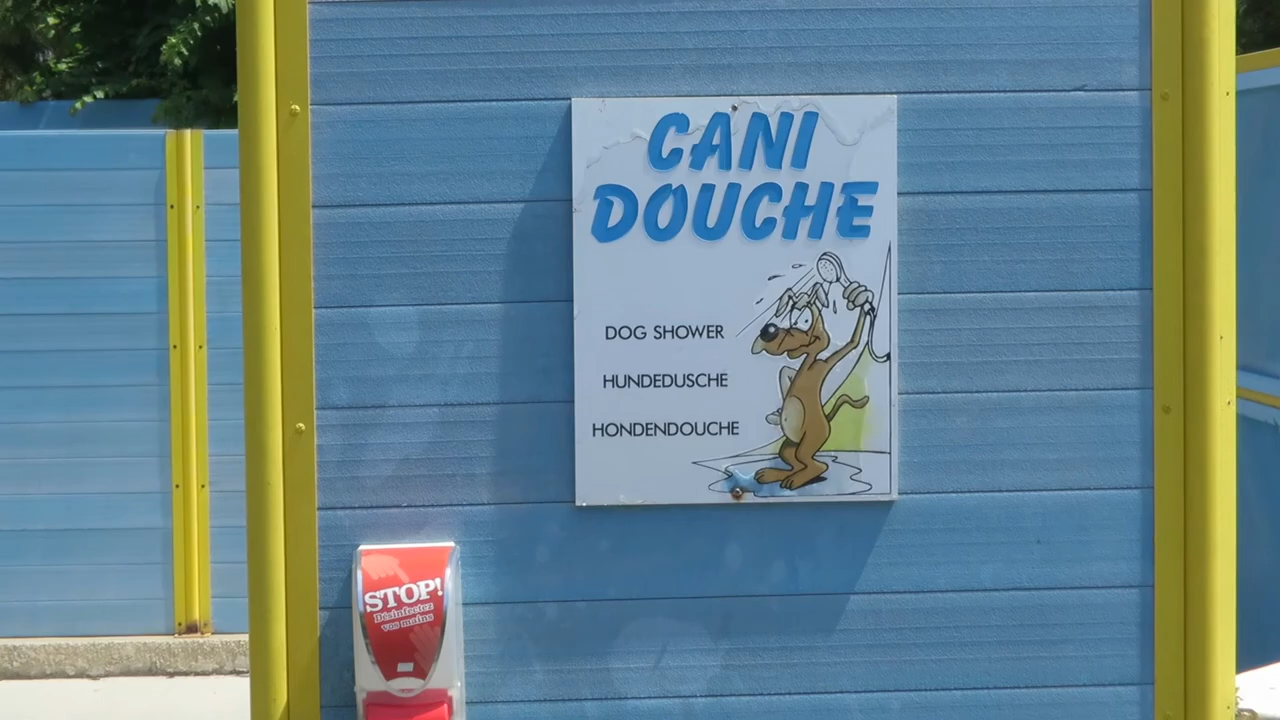 CANI
DOUCHE
DOG SHOWER
HUNDEDUSCHE
HONDENDOUCHE
STOP!
Désinfectez
vos mains